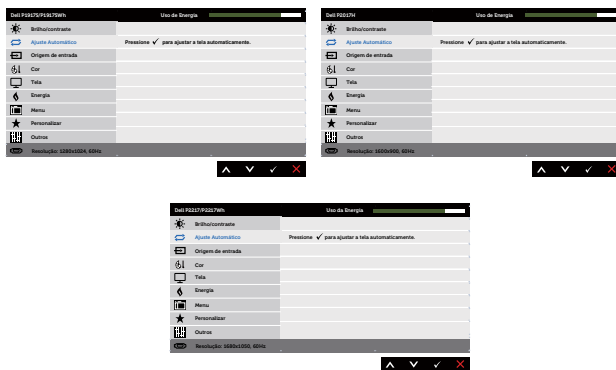 Dell P1917S/P1917SWh Uso de Energia
Brilho/contraste
Ajuste Automático Pressione ✓ para ajustar a tela automaticamente.
Origem de entrada
Cor
Tela
Energia
Menu
Personalizar
Outros
Resolução: 1280x1024, 60Hz
Dell P2017H Uso de Energia
Brilho/contraste
Ajuste Automático Pressione ✓ para ajustar a tela automaticamente.
Origem de entrada
Cor
Tela
Energia
Menu
Personalizar
Outros
Resolução: 1600x900, 60Hz
Dell P2217/P2217Wh Uso da Energia
Brilho/contraste
Ajuste Automático Pressione ✓ para ajustar a tela automaticamente.
Origem de entrada
Cor
Tela
Energia
Menu
Personalizar
Outros
Resolução: 1680x1050, 60Hz